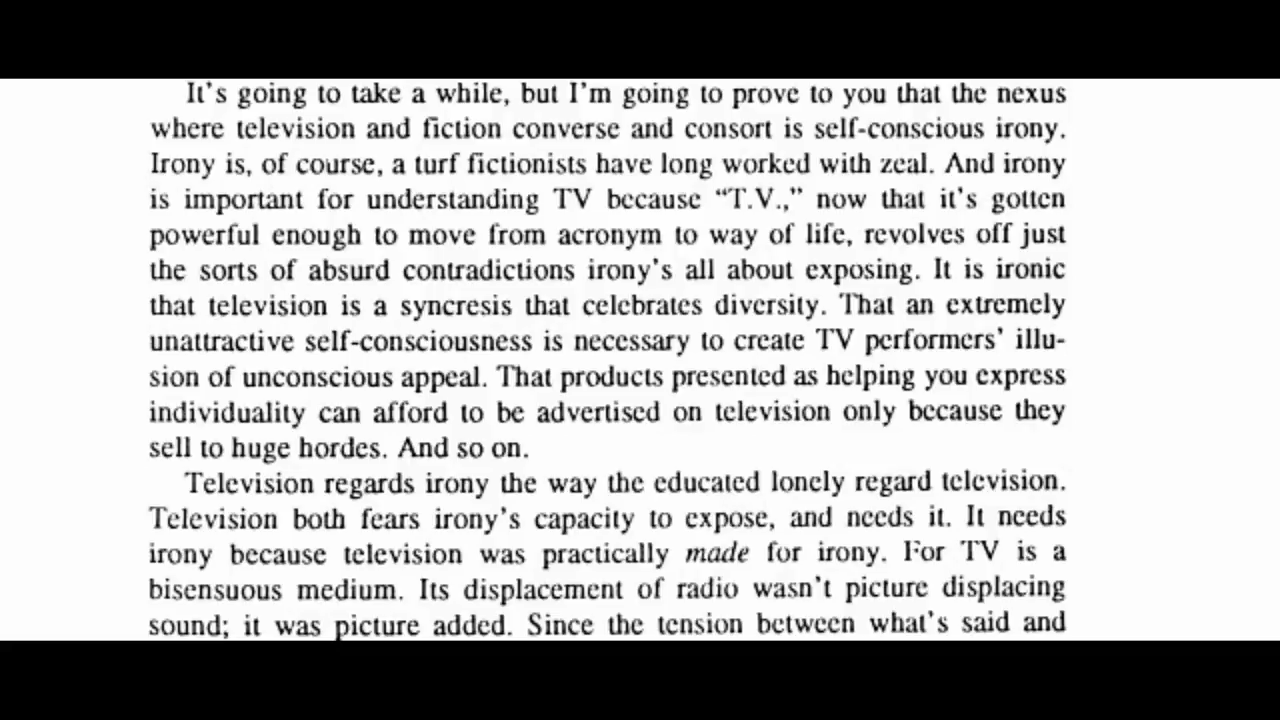 It's going to take a while, but I'm going to prove to you that the nexus
where television and fiction converse and consort is self-conscious irony.
Irony is, of course, a turf fictionists have long worked with zeal. And irony
is important for understanding TV because “T.V.,” now that it's gotten
powerful enough to move from acronym to way of life, revolves off just
the sorts of absurd contradictions irony's all about exposing. It is ironic
that television is a syncresis that celebrates diversity. That an extremely
unattractive self-consciousness is necessary to create TV performers' illu-
sion of unconscious appeal. That products presented as helping you express
individuality can afford to be advertised on television only because they
sell to huge hordes. And so on.
Television regards irony the way the educated lonely regard television.
Television both fears irony's capacity to expose, and needs it. It needs
irony because television was practically made for irony. For TV is a
bisensuous medium. Its displacement of radio wasn't picture displacing
sound; it was picture added. Since the tension between what's said and